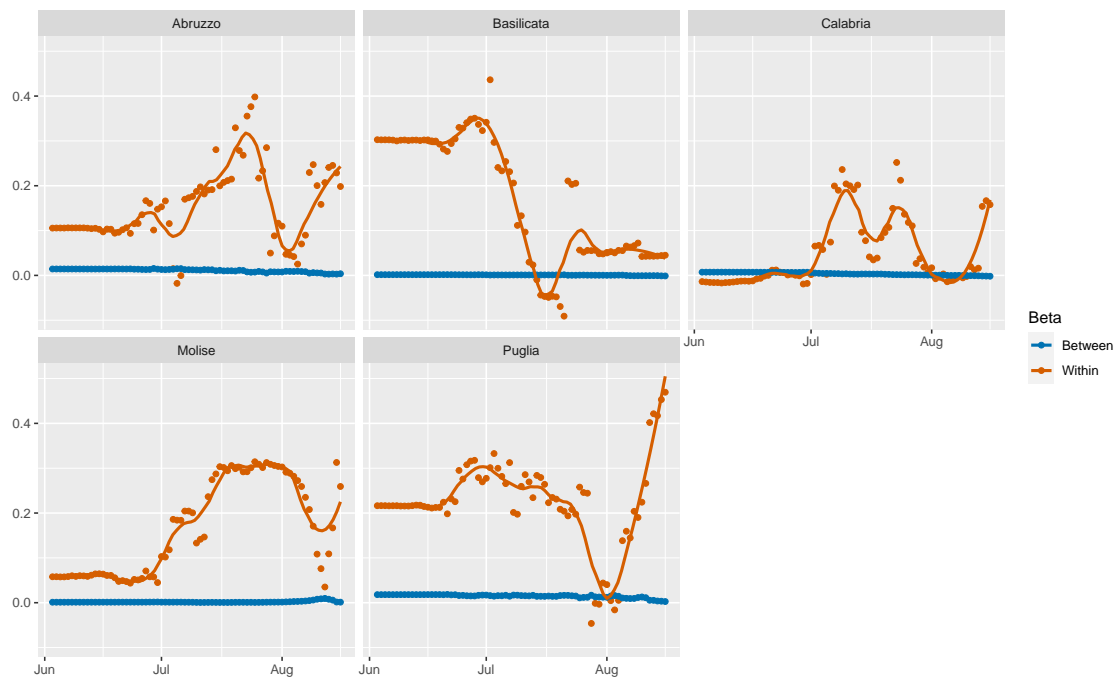 Abruzzo
Basilicata
Calabria
0.4
0.2
0.0
Jun
Jul
Aug
Molise
Puglia
0.4
0.2
0.0
Jun
Jul
Aug
Jun
Jul
Aug
Beta
Between
Within